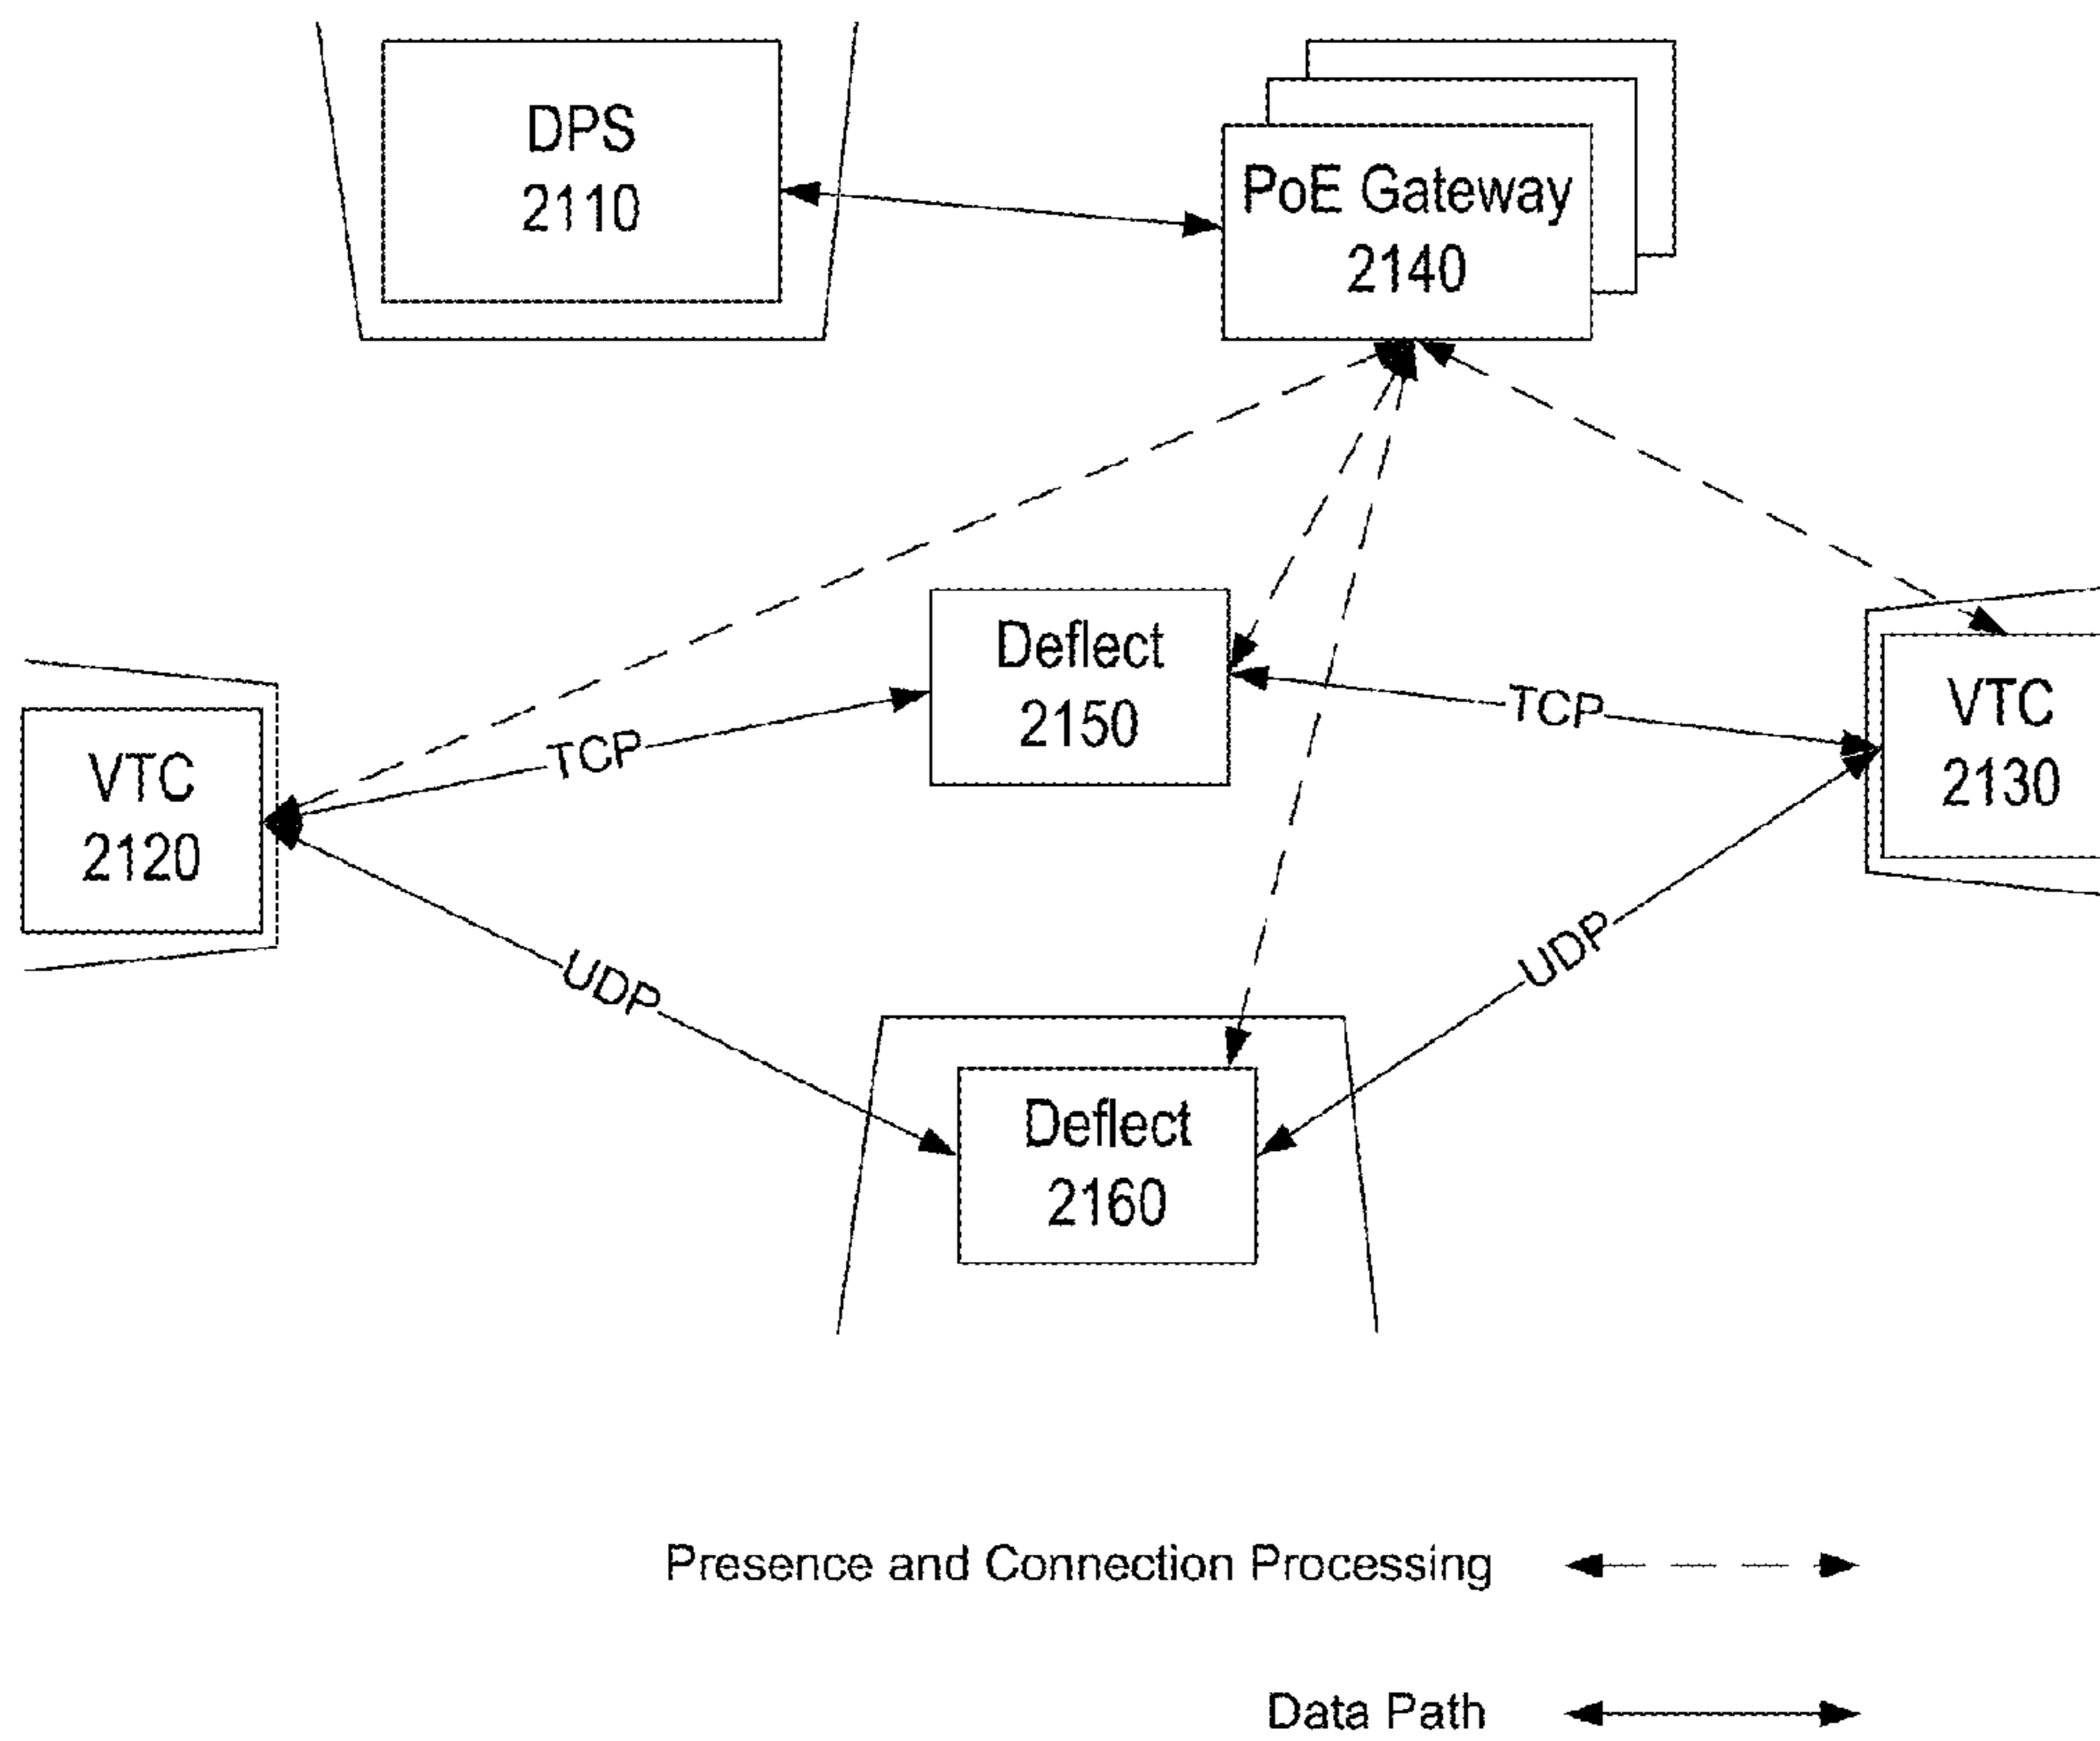 DPS
2110
PoE Gateway
2140
Deflect
2150
TCP
TCP
VTC
2120
VTC
2130
UDP
UDP
Deflect
2160
Presence and Connection Processing
Data Path